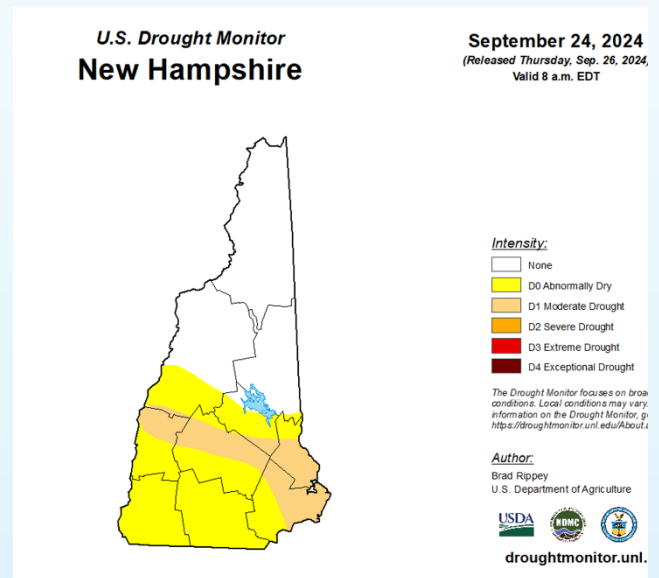 U.S. Drought Monitor
New Hampshire
September 24, 2024
(Released Thursday, Sep. 26, 2024)
Valid 8 a.m. EDT
Intensity:
None
D0 Abnormally Dry
D1 Moderate Drought
D2 Severe Drought
D3 Extreme Drought
D4 Exceptional Drought
The Drought Monitor focuses on
conditions. Local conditions may vary.
information on the Drought Monitor,
https://droughtmonitor.unl.edu/About.
Author:
Brad Rippey
U.S. Department of Agriculture
USDA
NDMC
droughtmonitor.unl.